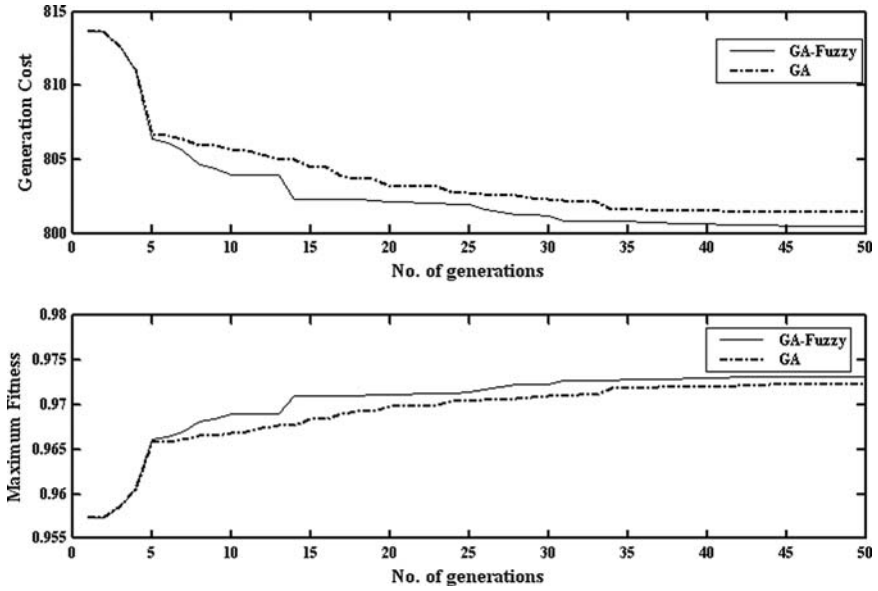 815
810
805
800
Generation Cost
GA-Fuzzy
GA
0 5 10 15 20 25 30 35 40 45 50
No. of generations
0.98
0.975
0.97
0.965
0.96
0.955
Maximum Fitness
GA-Fuzzy
GA
0 5 10 15 20 25 30 35 40 45 50
No. of generations